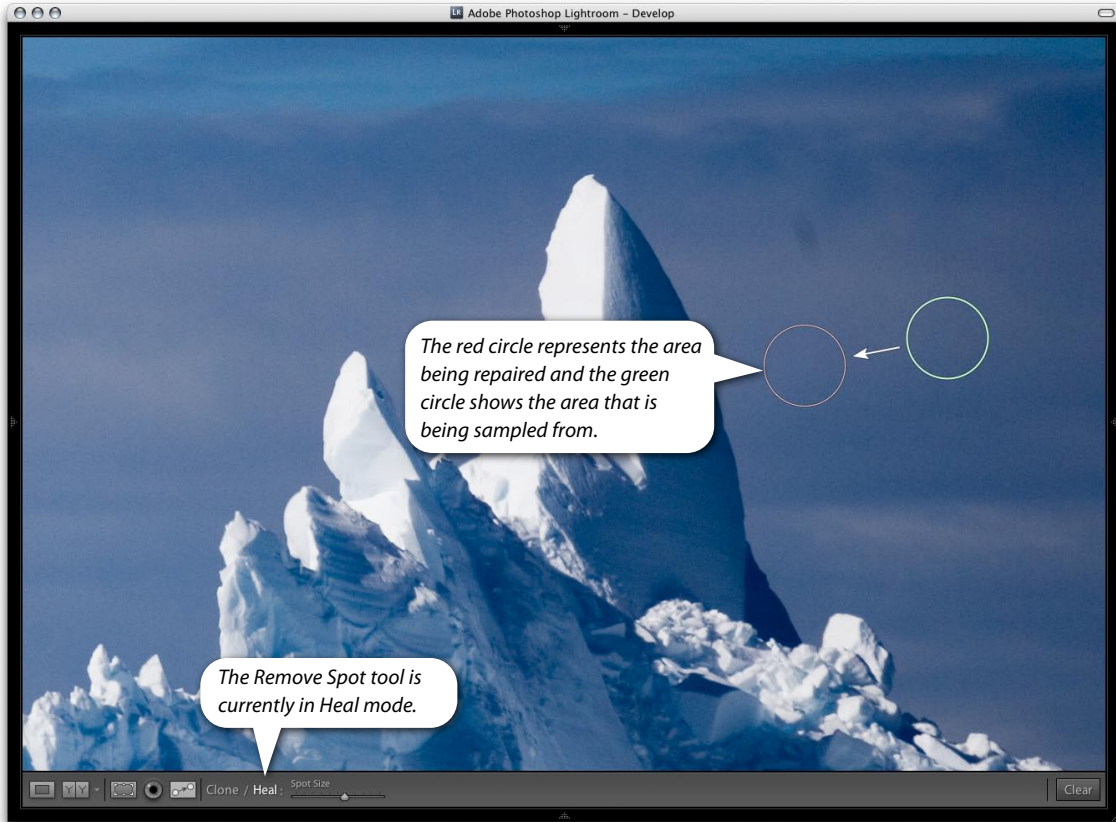 LR Adobe Photoshop Lightroom – Develop
The red circle represents the area
being repaired and the green
circle shows the area that is
being sampled from.
The Remove Spot tool is
currently in Heal mode.
YY Clone / Heal : Spot Size Clear